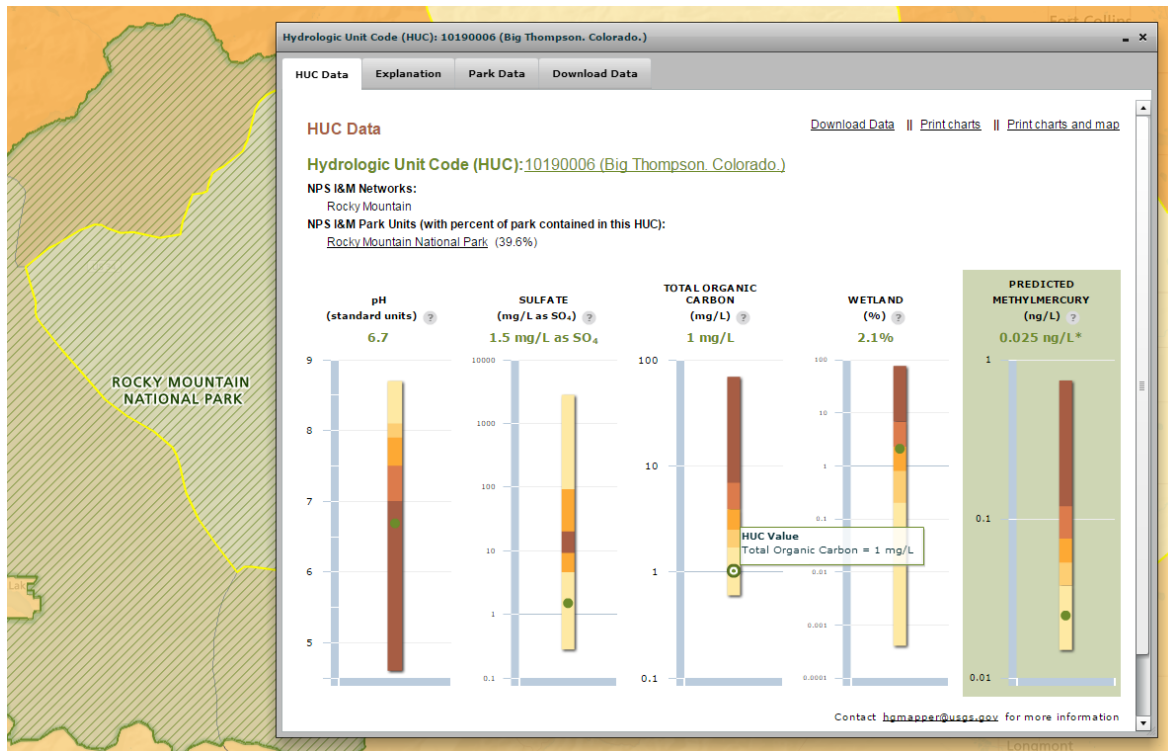 Fort Collins
Hydrologic Unit Code (HUC): 10190006 (Big Thompson. Colorado.)
HUC Data
Explanation
Park Data
Download Data
HUC Data
Download Data || Print charts || Print charts and map
Hydrologic Unit Code (HUC): 10190006 (Big Thompson. Colorado.)
NPS I&M Networks:
Rocky Mountain
NPS I&M Park Units (with percent of park contained in this HUC):
Rocky Mountain National Park (39.6%)
pH
(standard units) ?
6.7
9
8
7
6
5
SULFATE
(mg/L as SO₄) ?
1.5 mg/L as SO₄
10000
1000
100
10
1
0.1
TOTAL ORGANIC
CARBON
(mg/L) ?
1 mg/L
100
10
1
0.1
HUC Value
Total Organic Carbon = 1 mg/L
WETLAND
(%) ?
2.1%
100
10
1
0.1
0.01
0.001
0.0001
PREDICTED
METHYLMERCURY
(ng/L) ?
0.025 ng/L*
1
0.1
0.01
ROCKY MOUNTAIN
NATIONAL PARK
Lake
Contact hgmapper@usgs.gov for more information
Longmont